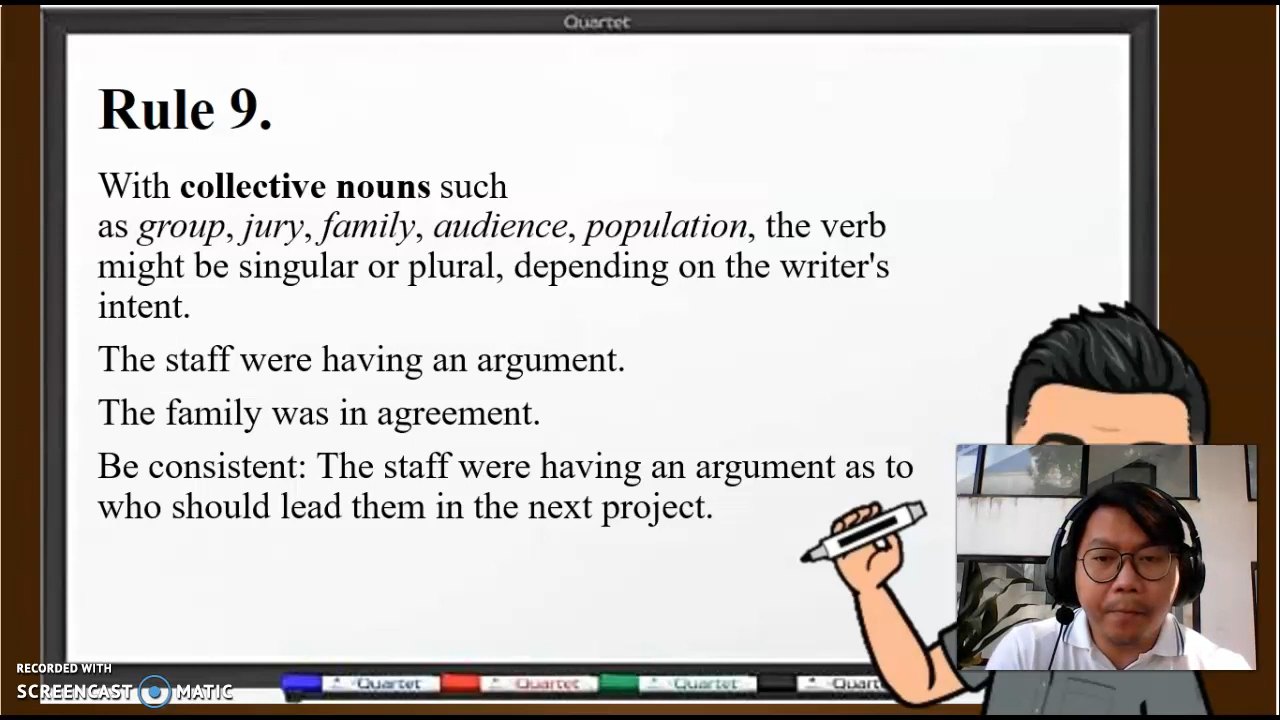 Quartet
Rule 9.
With collective nouns such
as group, jury, family, audience, population, the verb
might be singular or plural, depending on the writer's
intent.
The staff were having an argument.
The family was in agreement.
Be consistent: The staff were having an argument as to
who should lead them in the next project.
RECORDED WITH
SCREENCAST MATIC
Quartet Quartet Quartet Quart